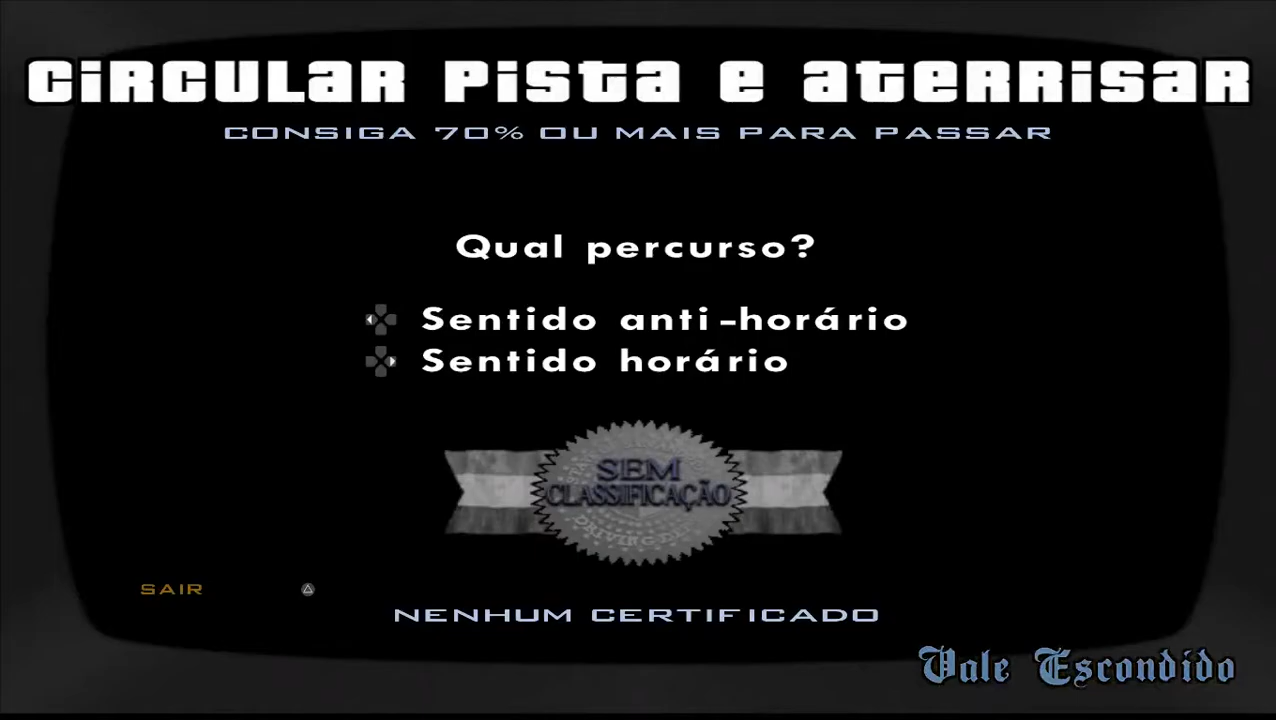 CIRCULAR PISTA E ATERRISAR
CONSIGA 70% OU MAIS PARA PASSAR
Qual percurso?
Sentido anti-horário
Sentido horário
SEM
CLASSIFICAÇÃO
DRIVING
SAIR
NENHUM CERTIFICADO
Vale Escondido